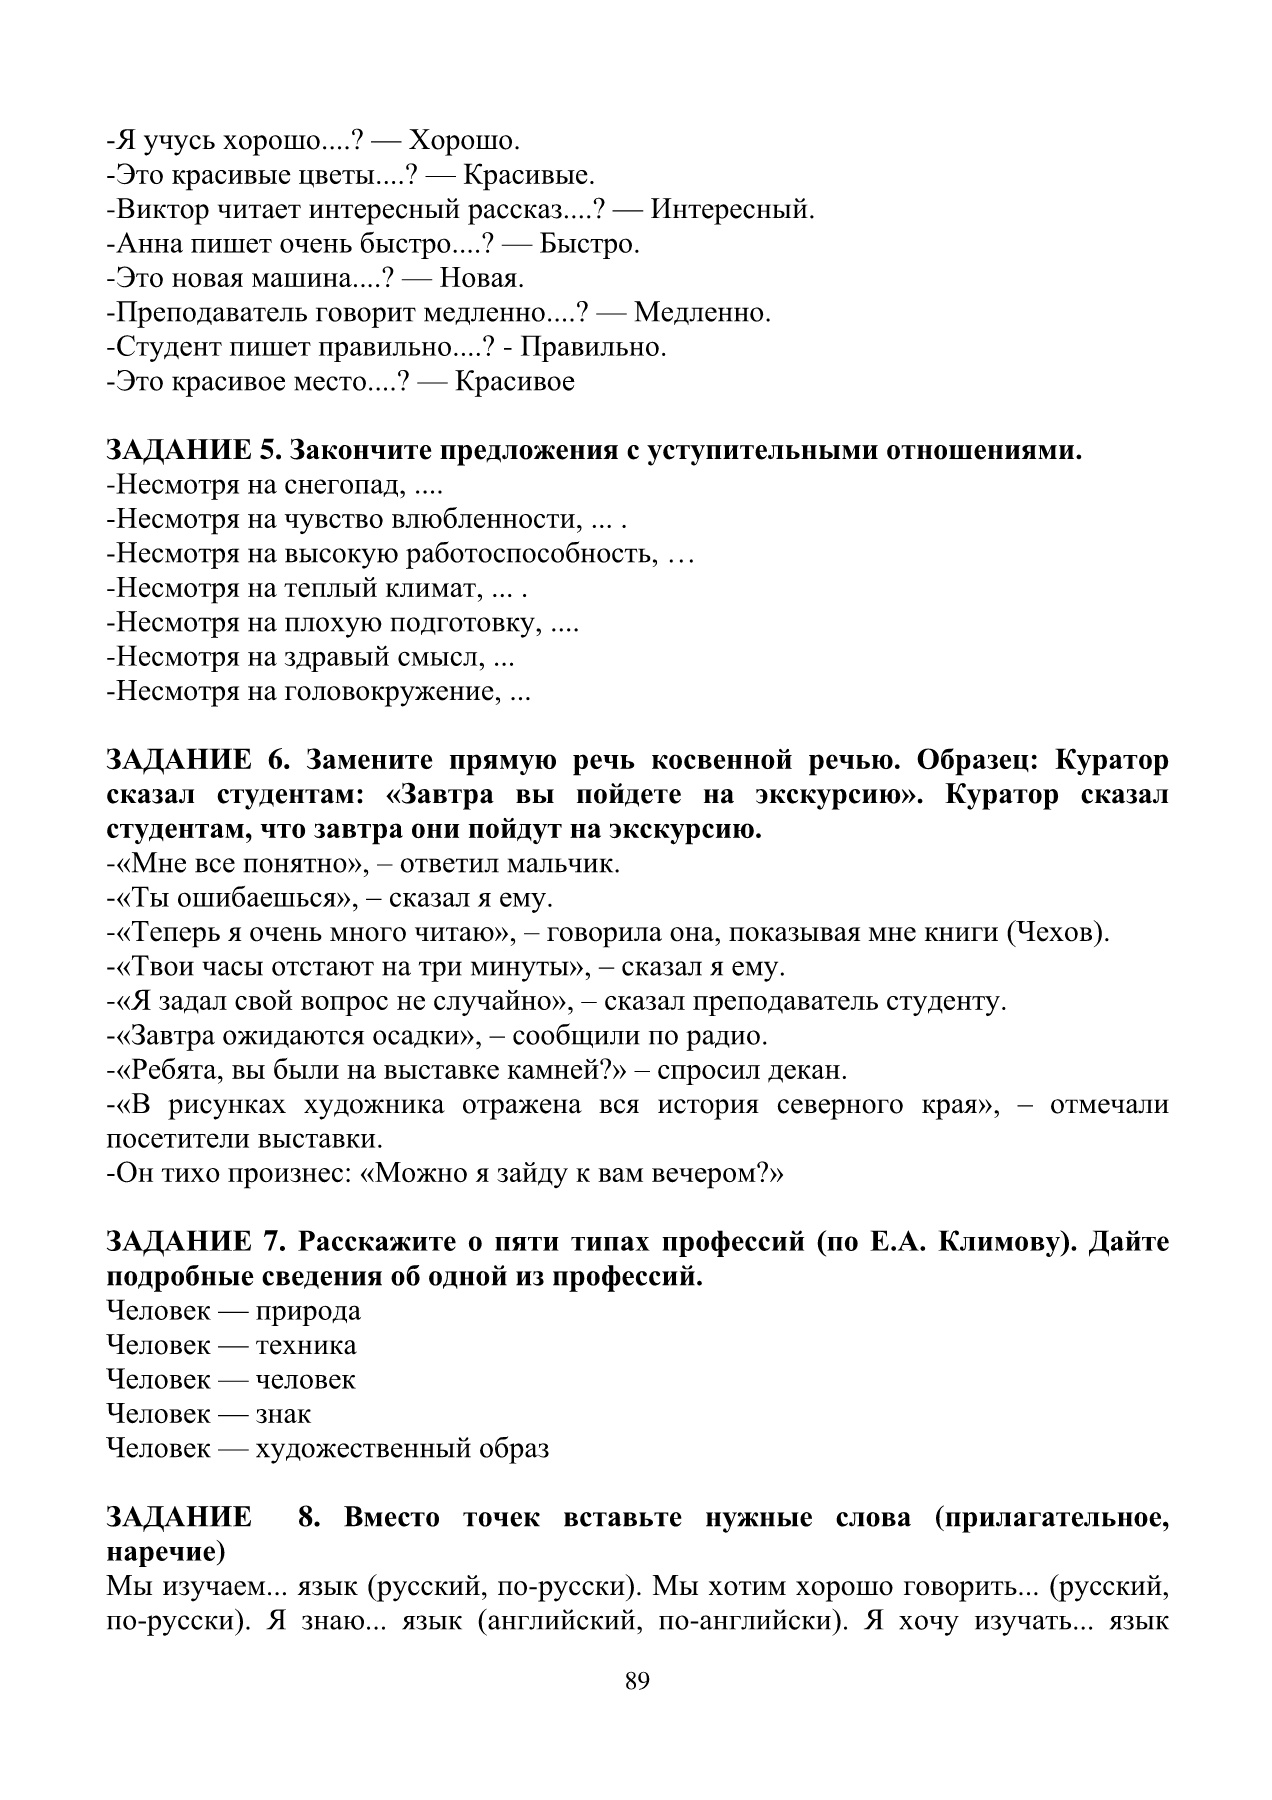 -Я учусь хорошо....? — Хорошо.
-Это красивые цветы....? — Красивые.
-Виктор читает интересный рассказ....? — Интересный.
-Анна пишет очень быстро....? — Быстро.
-Это новая машина....? — Новая.
-Преподаватель говорит медленно....? — Медленно.
-Студент пишет правильно....? - Правильно.
-Это красивое место....? — Красивое
ЗАДАНИЕ 5. Закончите предложения с уступительными отношениями.
-Несмотря на снегопад, ....
-Несмотря на чувство влюбленности, ... .
-Несмотря на высокую работоспособность, …
-Несмотря на теплый климат, ... .
-Несмотря на плохую подготовку, ....
-Несмотря на здравый смысл, ...
-Несмотря на головокружение, ...
ЗАДАНИЕ 6. Замените прямую речь косвенной речью. Образец: Куратор
сказал студентам: «Завтра вы пойдете на экскурсию». Куратор сказал
студентам, что завтра они пойдут на экскурсию.
-«Мне все понятно», – ответил мальчик.
-«Ты ошибаешься», – сказал я ему.
-«Теперь я очень много читаю», – говорила она, показывая мне книги (Чехов).
-«Твои часы отстают на три минуты», – сказал я ему.
-«Я задал свой вопрос не случайно», – сказал преподаватель студенту.
-«Завтра ожидаются осадки», – сообщили по радио.
-«Ребята, вы были на выставке камней?» – спросил декан.
-«В рисунках художника отражена вся история северного края», – отмечали
посетители выставки.
-Он тихо произнес: «Можно я зайду к вам вечером?»
ЗАДАНИЕ 7. Расскажите о пяти типах профессий (по Е.А. Климову). Дайте
подробные сведения об одной из профессий.
Человек — природа
Человек — техника
Человек — человек
Человек — знак
Человек — художественный образ
ЗАДАНИЕ 8. Вместо точек вставьте нужные слова (прилагательное,
наречие)
Мы изучаем... язык (русский, по-русски). Мы хотим хорошо говорить... (русский,
по-русски). Я знаю... язык (английский, по-английски). Я хочу изучать... язык
89